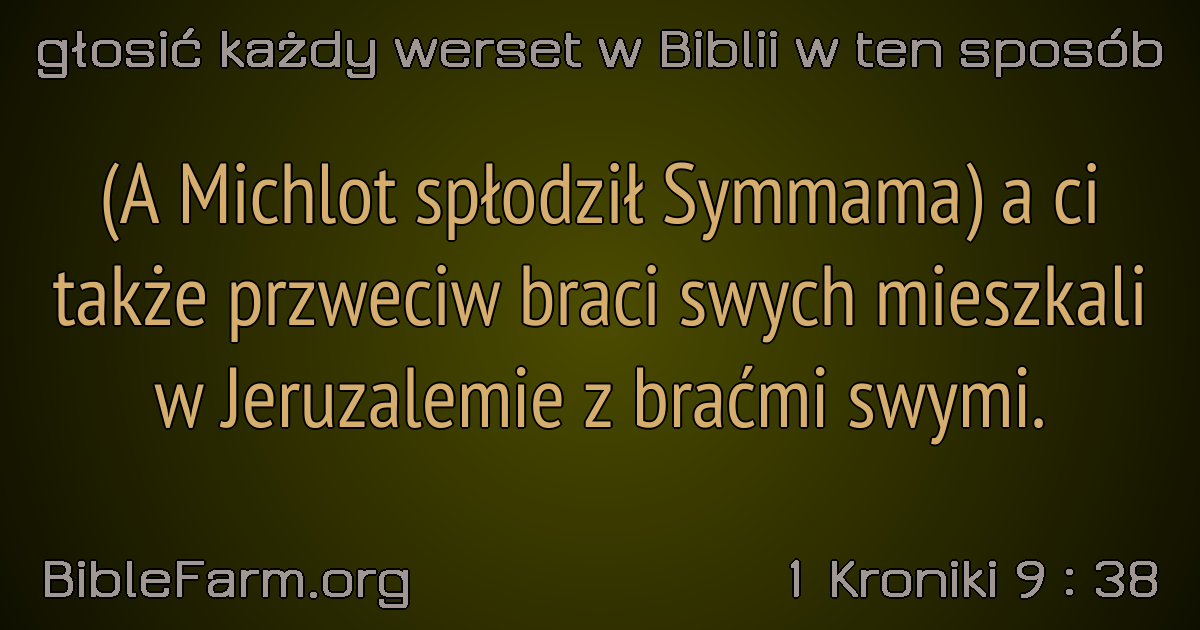 głosić każdy werset w Biblii w ten sposób
(A Michlot spłodził Symmama) a ci
także przweciw braci swych mieszkali
w Jeruzalemie z braćmi swymi.
BibleFarm.org
1 Kroniki 9 : 38